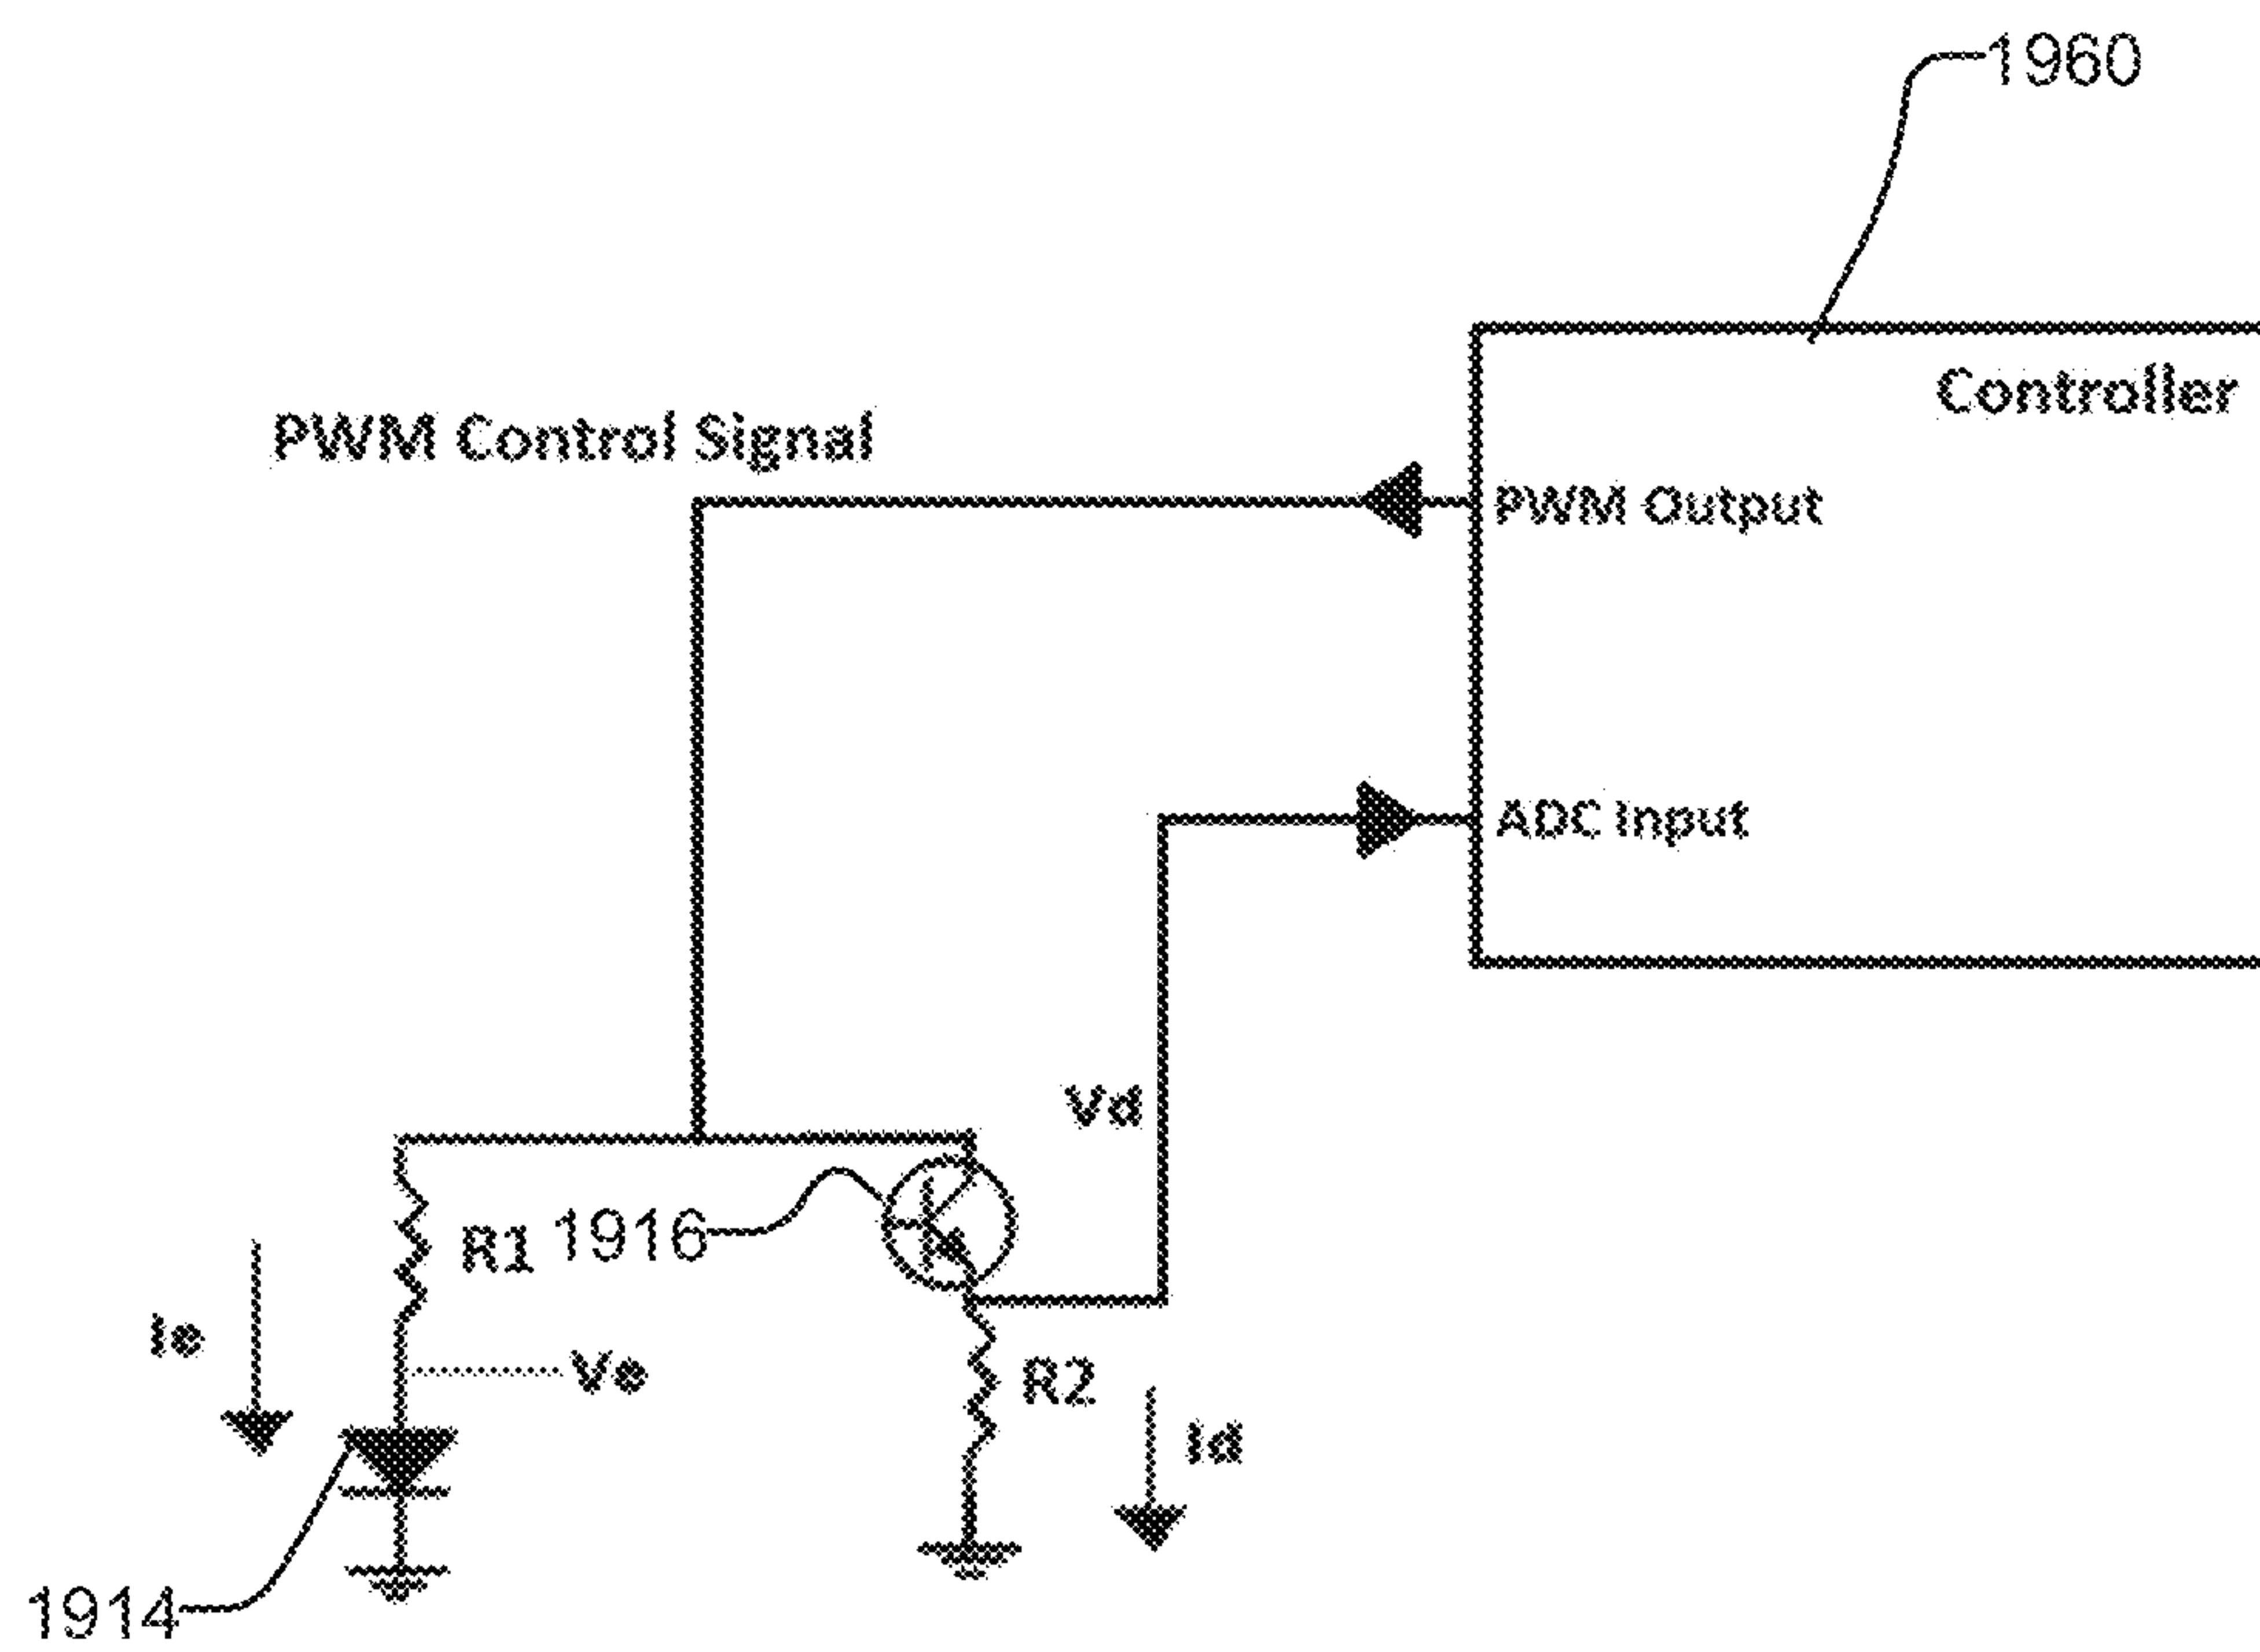 1960
Controller
PWM Control Signal
PWM Output
ADC Input
Vd
R1
1916
Ie
Ve
R2
Id
1914